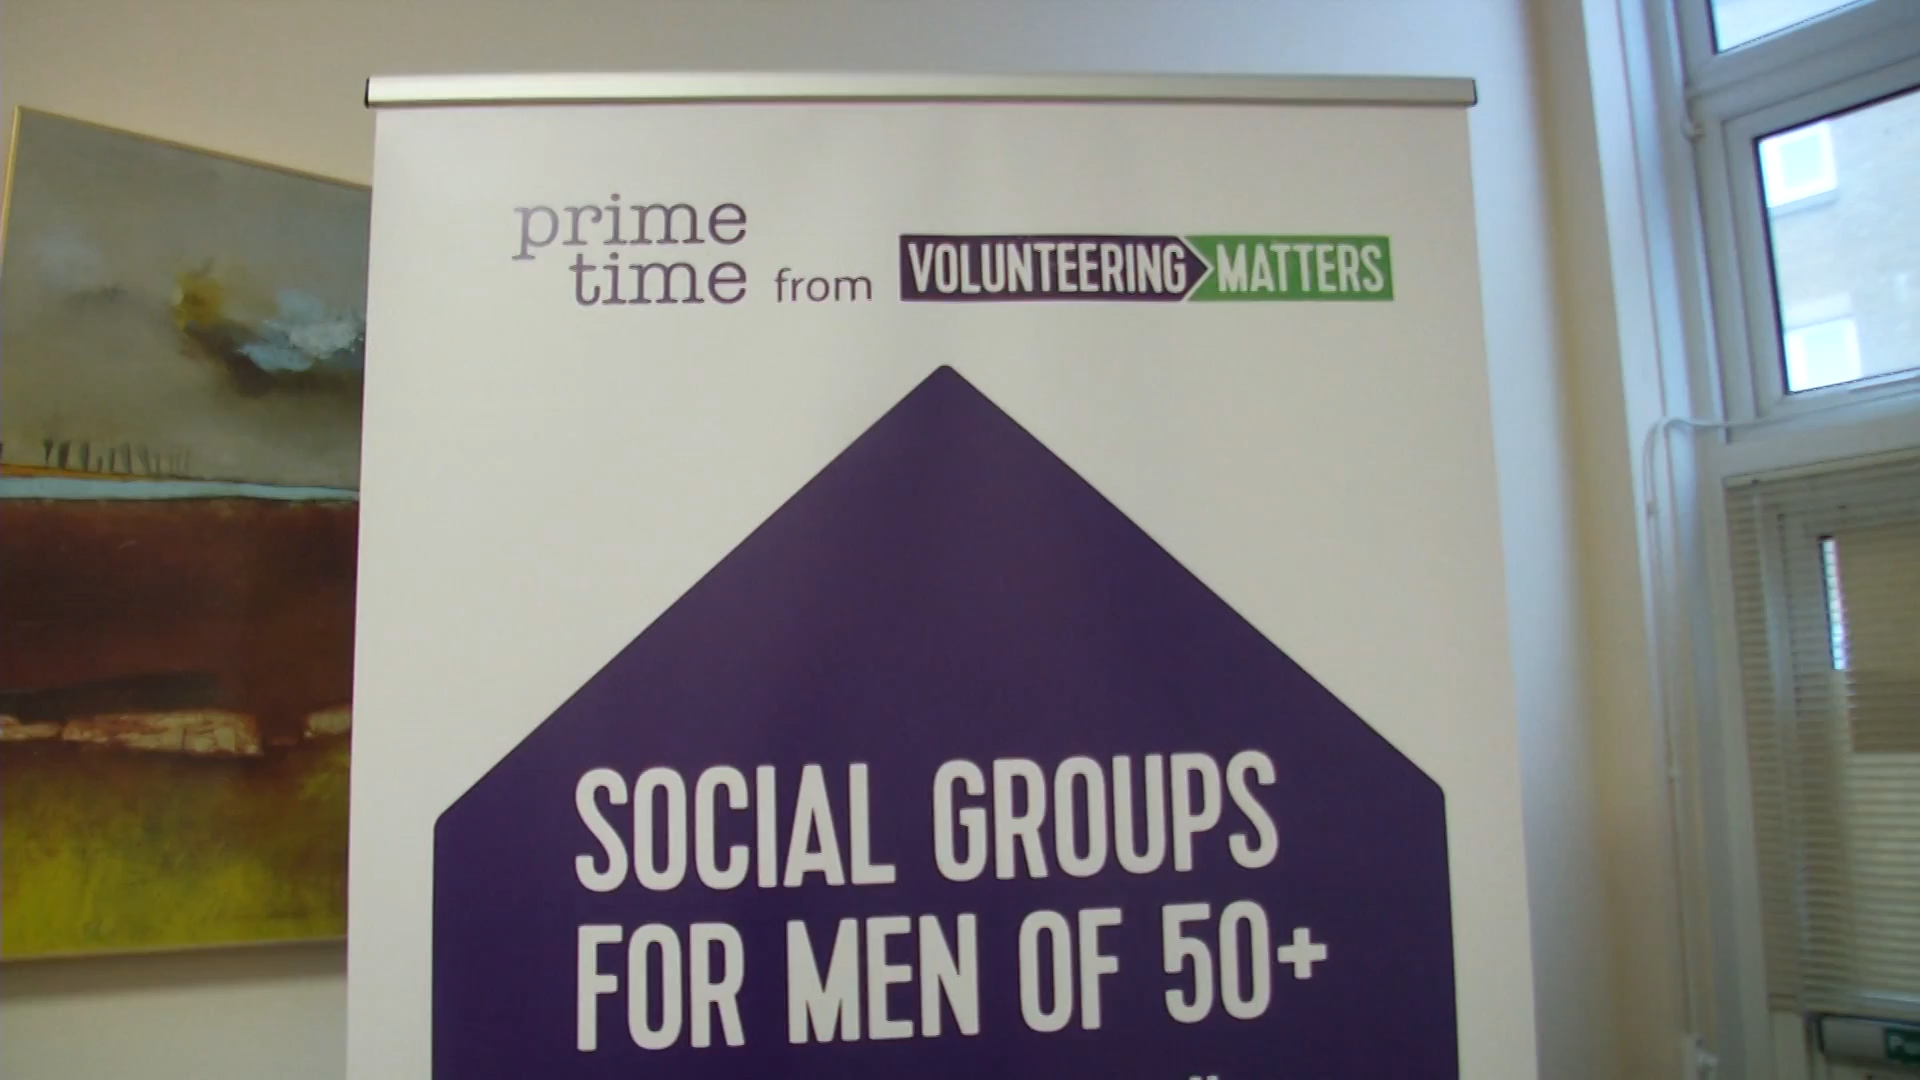 prime
time from VOLUNTEERING MATTERS
SOCIAL GROUPS
FOR MEN OF 50+